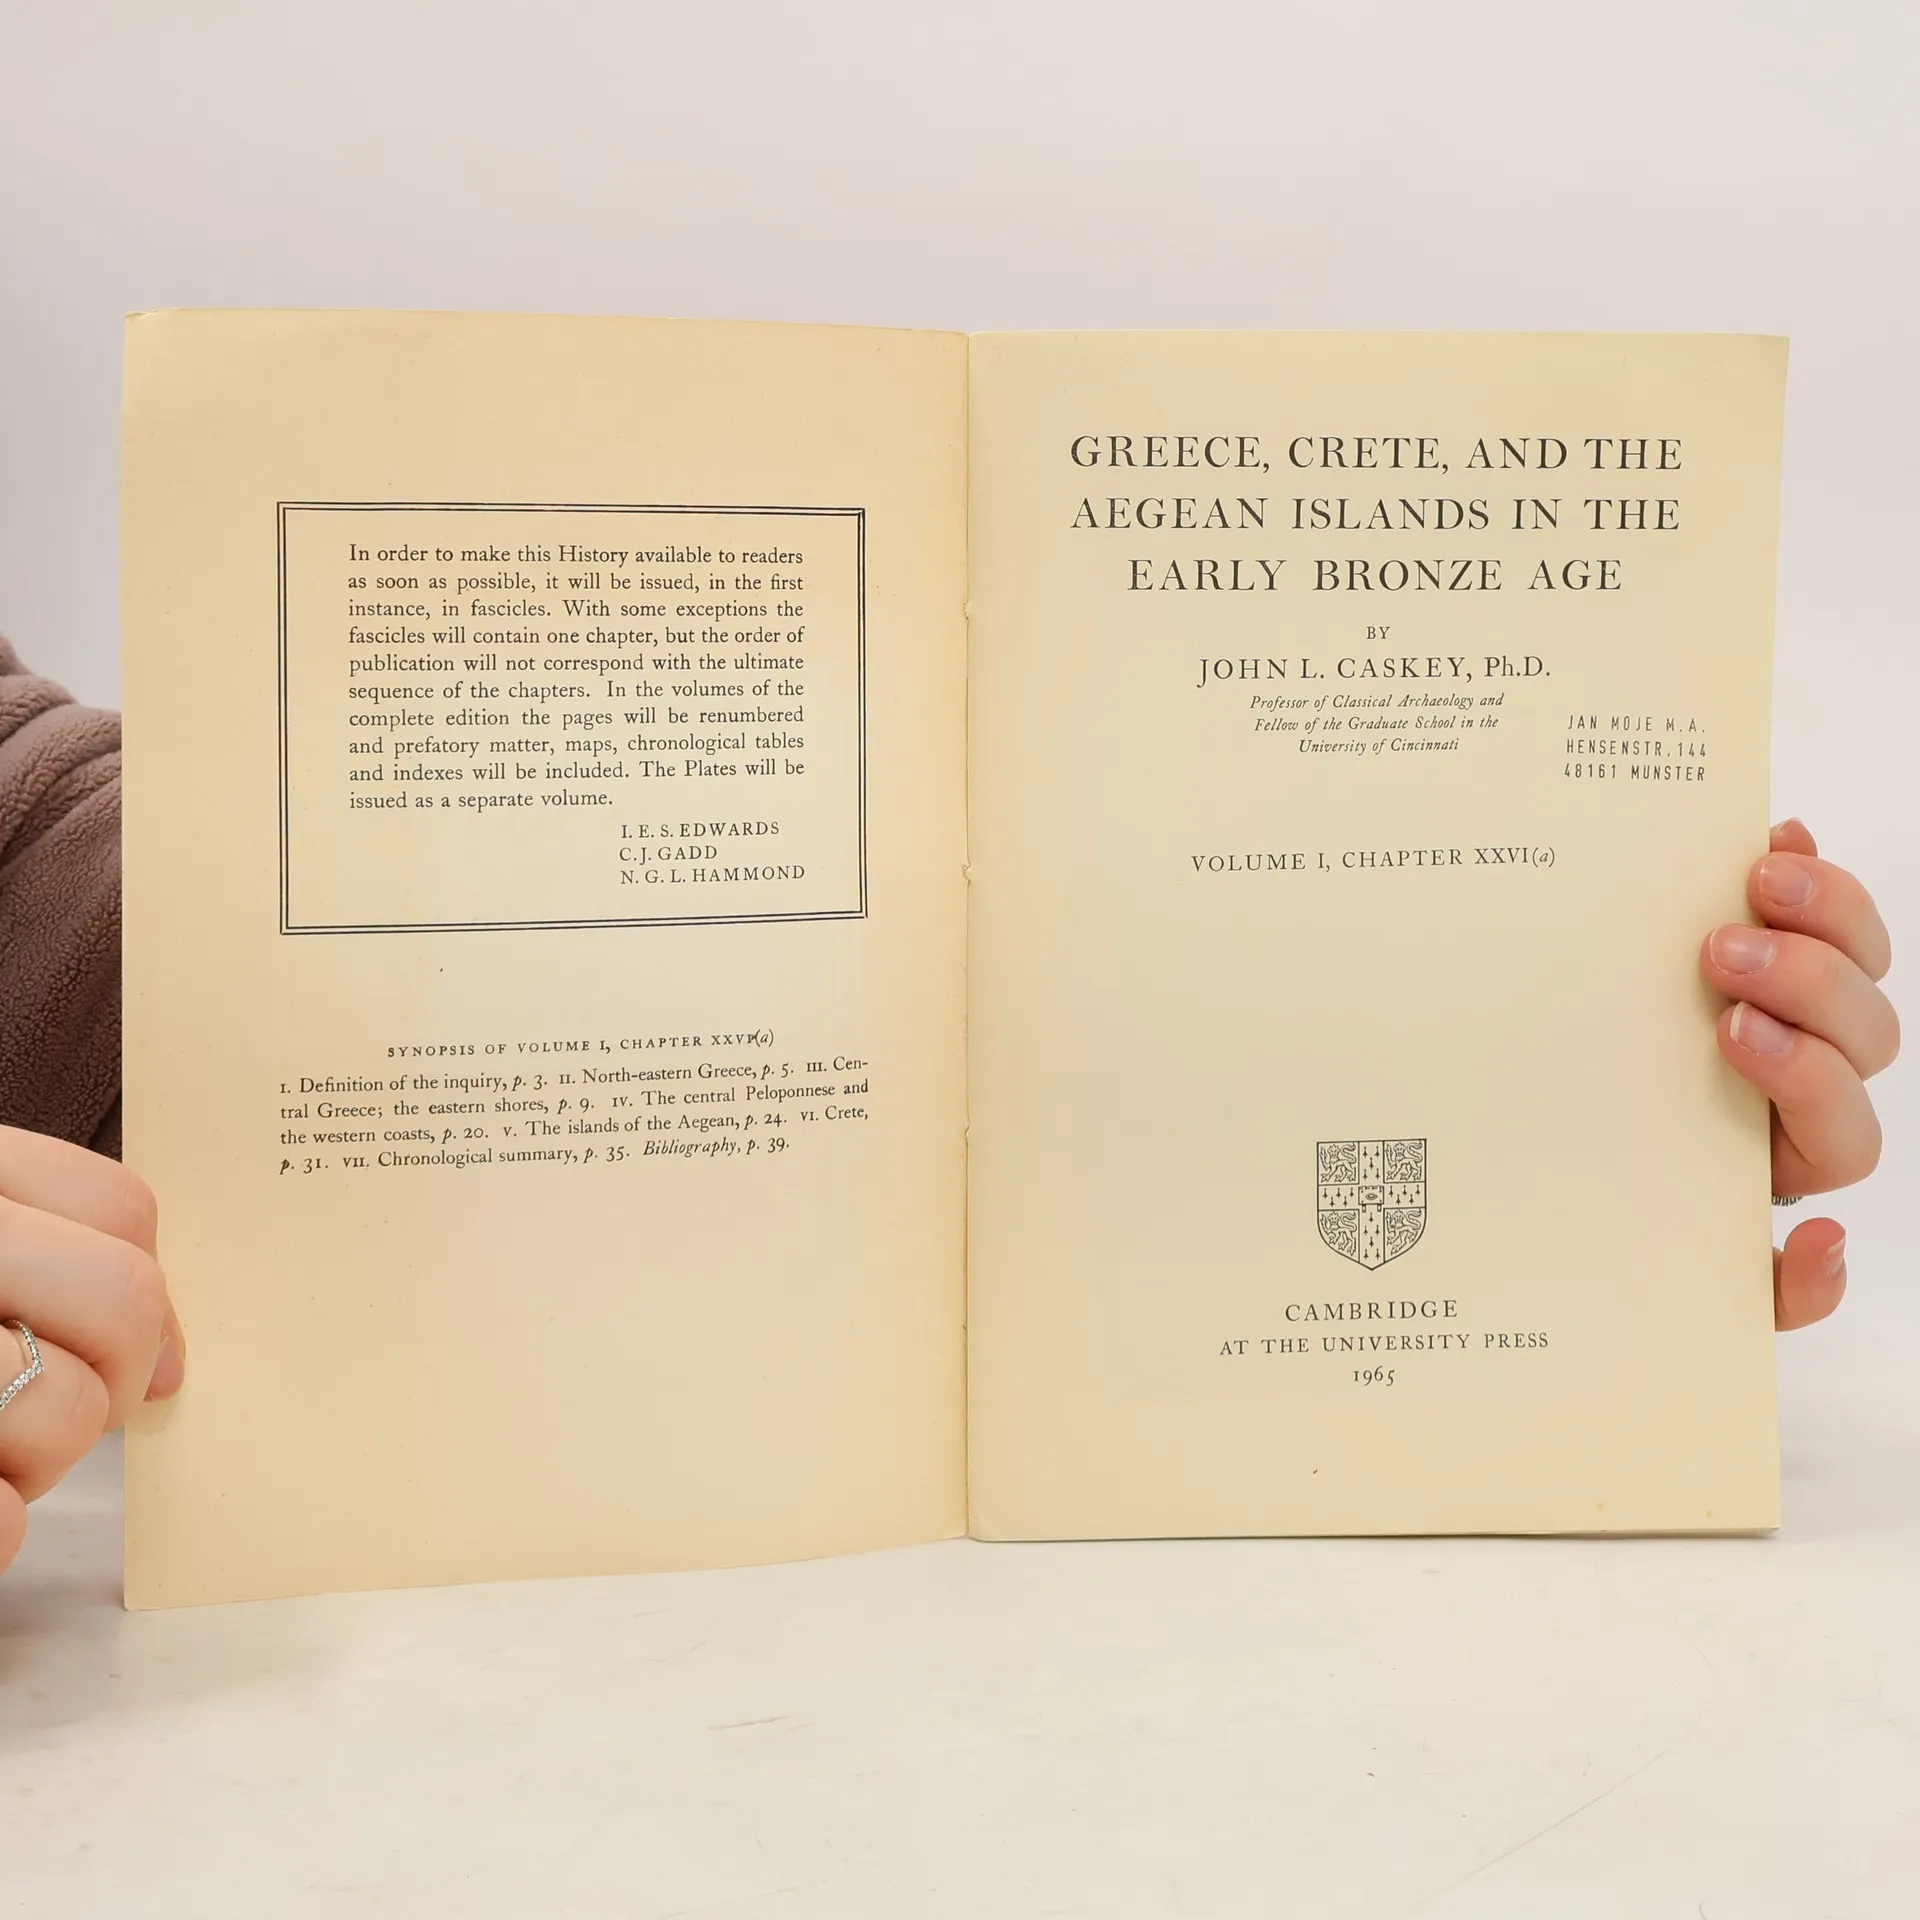 In order to make this History available to readers
as soon as possible, it will be issued, in the first
instance, in fascicles. With some exceptions the
fascicles will contain one chapter, but the order of
publication will not correspond with the ultimate
sequence of the chapters. In the volumes of the
complete edition the pages will be renumbered
and prefatory matter, maps, chronological tables
and indexes will be included. The Plates will be
issued as a separate volume.
I. E. S. EDWARDS
C. J. GADD
N. G. L. HAMMOND
SYNOPSIS OF VOLUME I, CHAPTER XXVI(a)
I. Definition of the inquiry, p. 3. II. North-eastern Greece, p. 5. III. Cen-
tral Greece; the eastern shores, p. 9. IV. The central Peloponnese and
the western coasts, p. 20. V. The islands of the Aegean, p. 24. VI. Crete,
p. 31. VII. Chronological summary, p. 35. Bibliography, p. 39.
GREECE, CRETE, AND THE
AEGEAN ISLANDS IN THE
EARLY BRONZE AGE
BY
JOHN L. CASKEY, Ph.D.
Professor of Classical Archaeology and
Fellow of the Graduate School in the
University of Cincinnati
JAN MOJE M.A.
HENSENSTR.144
48161 MUNSTER
VOLUME I, CHAPTER XXVI(a)
CAMBRIDGE
AT THE UNIVERSITY PRESS
1965